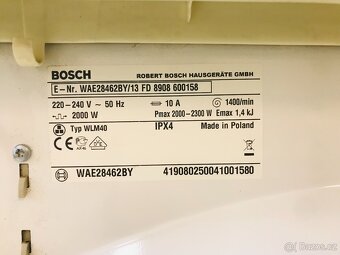 BOSCH
ROBERT BOSCH HAUSGERÄTE GMBH
E-Nr. WAE28462BY/13 FD 8908 600158
220-240 V ~ 50 Hz 10 A 1400/min
2000 W Pmax 2000-2300 W Emax 1,4 kJ
Typ WLM40 IPX4 Made in Poland
WAE28462BY 419080250041001580